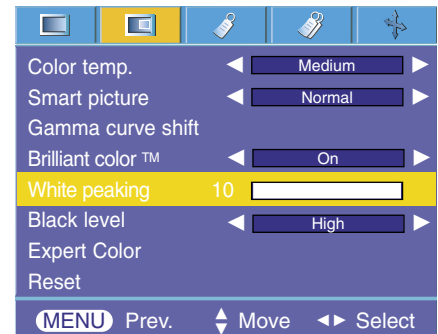 Color temp. Medium
Smart picture Normal
Gamma curve shift
Brilliant color ™ On
White peaking 10
Black level High
Expert Color
Reset
MENU Prev. Move Select